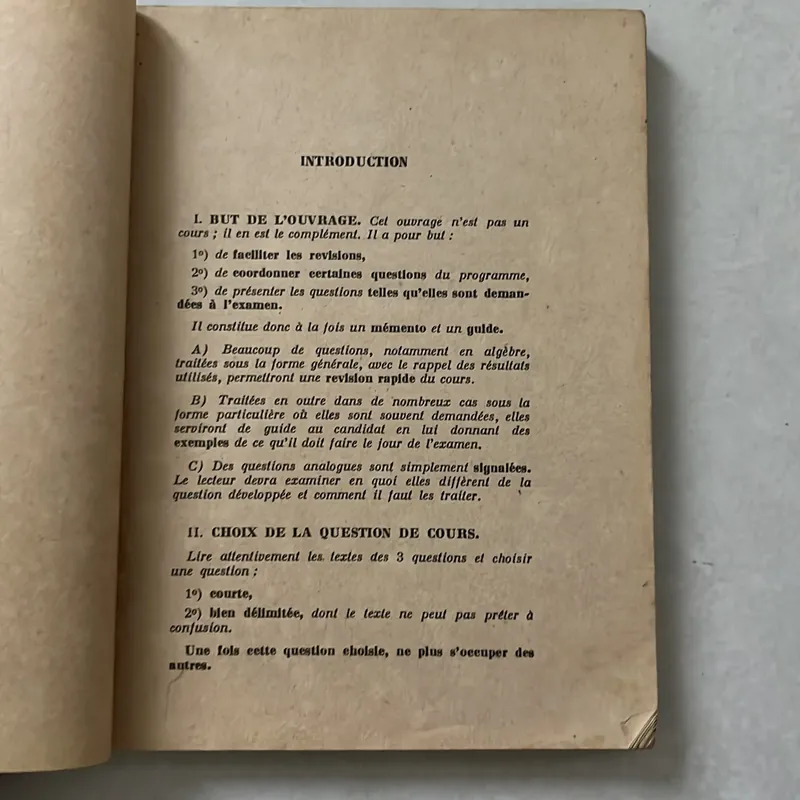 INTRODUCTION
I. BUT DE L'OUVRAGE. Cet ouvrage n'est pas un
cours ; il en est le complément. Il a pour but :
1º) de faciliter les revisions,
2º) de coordonner certaines questions du programme,
3º) de présenter les questions telles qu'elles sont deman-
dées à l'examen.
Il constitue donc à la fois un mémento et un guide.
A) Beaucoup de questions, notamment en algèbre,
traitées sous la forme générale, avec le rappel des résultats
utilisés, permettront une revision rapide du cours.
B) Traitées en outre dans de nombreux cas sous la
forme particulière où elles sont souvent demandées, elles
serviront de guide au candidat en lui donnant des
exemples de ce qu'il doit faire le jour de l'examen.
C) Des questions analogues sont simplement signalées.
Le lecteur devra examiner en quoi elles diffèrent de la
question développée et comment il faut les traiter.
II. CHOIX DE LA QUESTION DE COURS.
Lire attentivement les textes des 3 questions et choisir
une question :
1º) courte,
2º) bien délimitée, dont le texte ne peut pas prêter à
confusion.
Une fois cette question choisie, ne plus s'occuper des
autres.